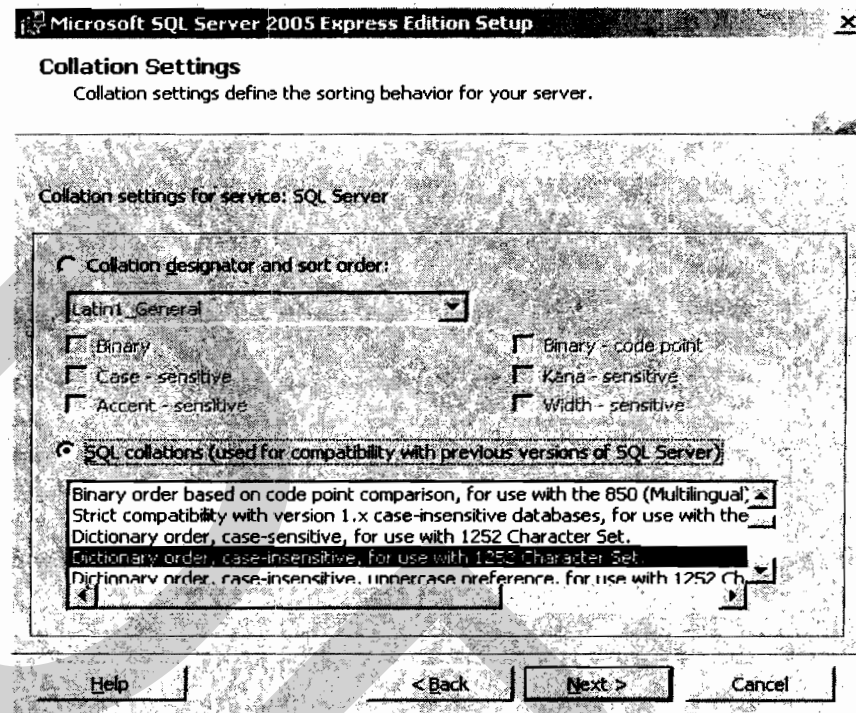 Microsoft SQL Server 2005 Express Edition Setup
Collation Settings
Collation settings define the sorting behavior for your server.
Collation settings for service: SQL Server
Collation designator and sort order:
Latin1_General
Binary
Binary - code point
Case - sensitive
Kana - sensitive
Accent - sensitive
Width - sensitive
SQL collations (used for compatibility with previous versions of SQL Server)
Binary order based on code point comparison, for use with the 850 (Multilingual)
Strict compatibility with version 1.x case-insensitive databases, for use with the
Dictionary order, case-sensitive, for use with 1252 Character Set.
Dictionary order, case-insensitive, for use with 1252 Character Set.
Dictionary order, case-insensitive, uppercase preference, for use with 1252 Ch
Help
< Back
Next >
Cancel